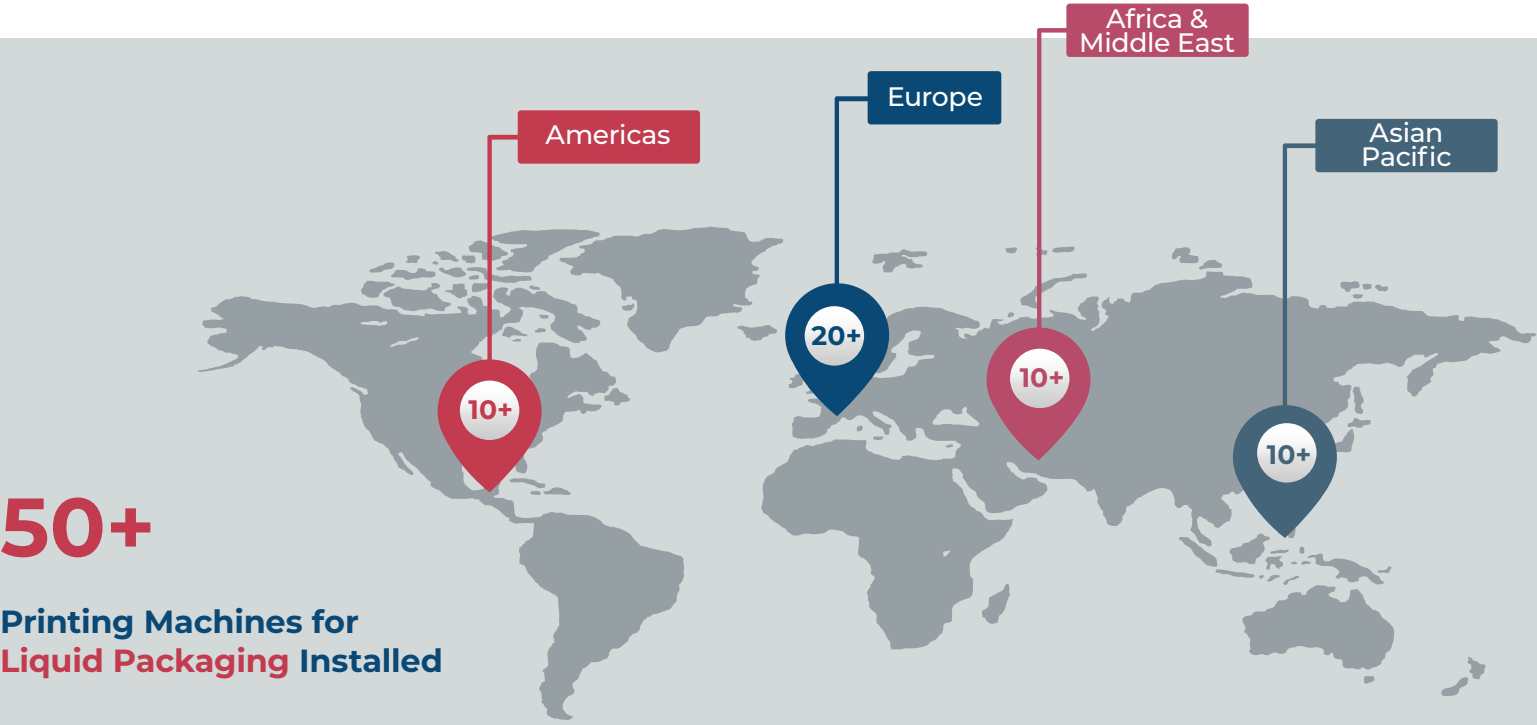 Africa &
Middle East
Europe
Americas
Asian
Pacific
20+
10+
10+
10+
50+
Printing Machines for
Liquid Packaging Installed